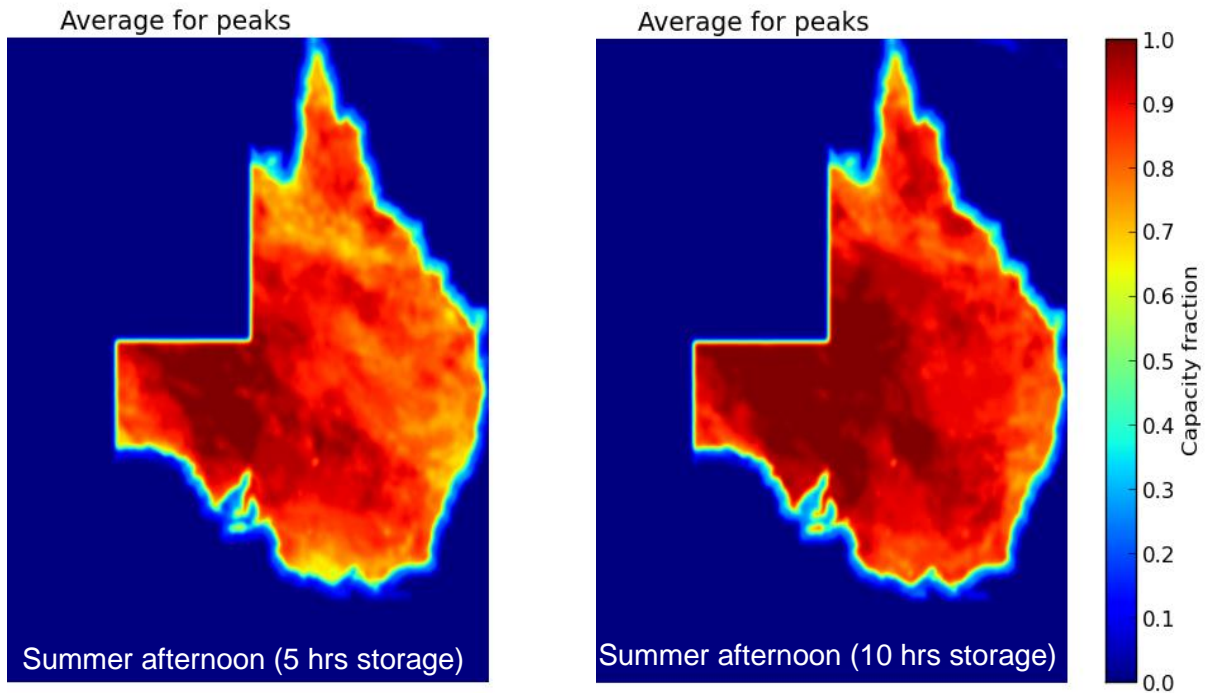 Average for peaks
Average for peaks
Summer afternoon (5 hrs storage)
Summer afternoon (10 hrs storage)
1.0
0.9
0.8
0.7
0.6
0.5
0.4
0.3
0.2
0.1
0.0
Capacity fraction